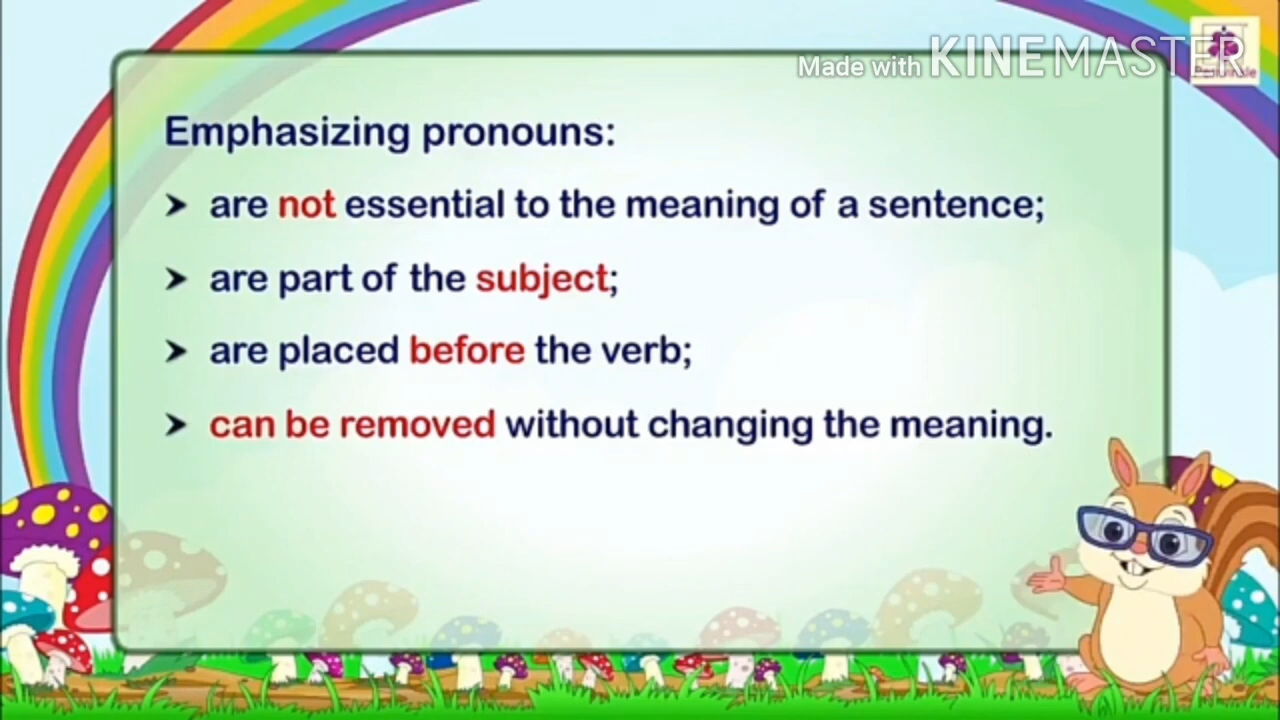 Made with KINEMASTER
Emphasizing pronouns:
➤ are not essential to the meaning of a sentence;
➤ are part of the subject;
➤ are placed before the verb;
➤ can be removed without changing the meaning.